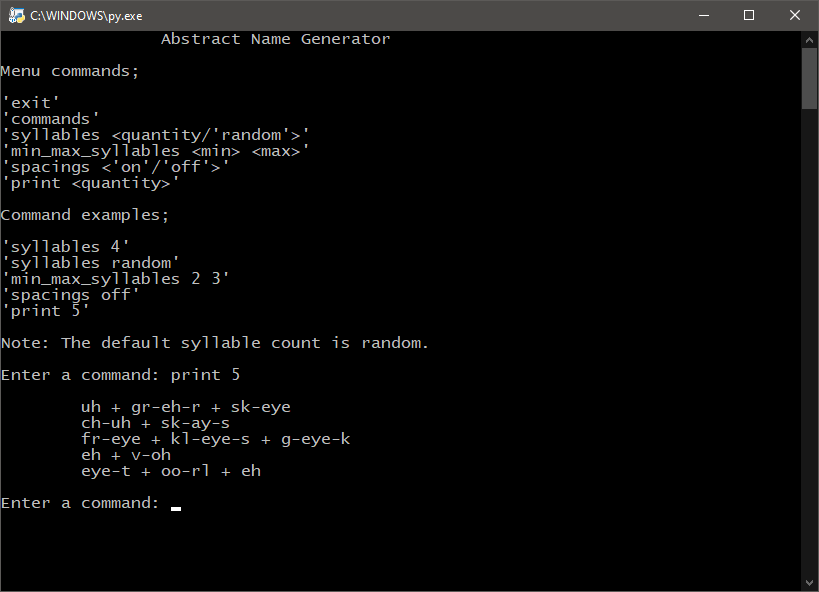 C:\WINDOWS\py.exe
Abstract Name Generator
Menu commands;
'exit'
'commands'
'syllables <quantity/'random'>'
'min_max_syllables <min> <max>'
'spacings <'on'/'off'>'
'print <quantity>'
Command examples;
'syllables 4'
'syllables random'
'min_max_syllables 2 3'
'spacings off'
'print 5'
Note: The default syllable count is random.
Enter a command: print 5
uh + gr-eh-r + sk-eye
ch-uh + sk-ay-s
fr-eye + kl-eye-s + g-eye-k
eh + v-oh
eye-t + oo-rl + eh
Enter a command: